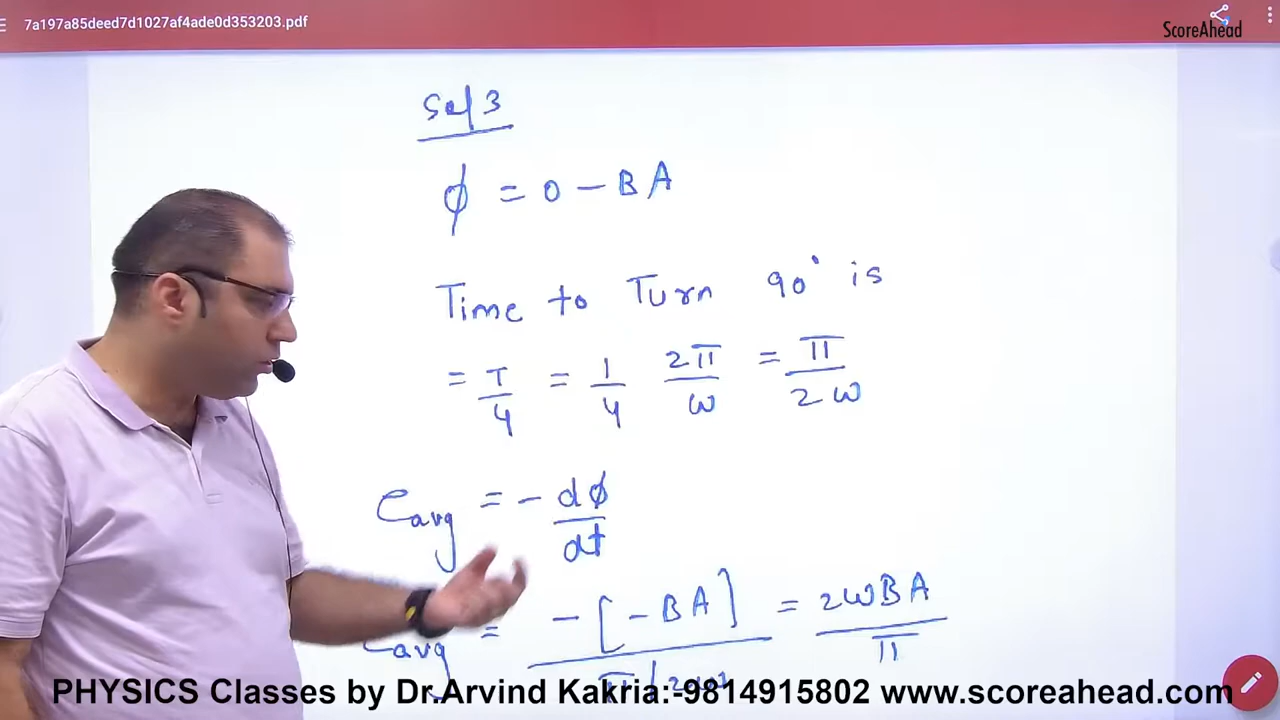 7a197a85deed7d1027af4ade0d353203.pdf
ScoreAhead
Sol 3
ϕ = 0 - BA
Time to Turn 90° is
= T/4 = 1/4 2π/ω = π/2ω
e_avg = - dϕ/dt
e_avg = -[-BA]/π/2ω = 2ωBA/π
PHYSICS Classes by Dr.Arvind Kakria:-9814915802 www.scoreahead.com